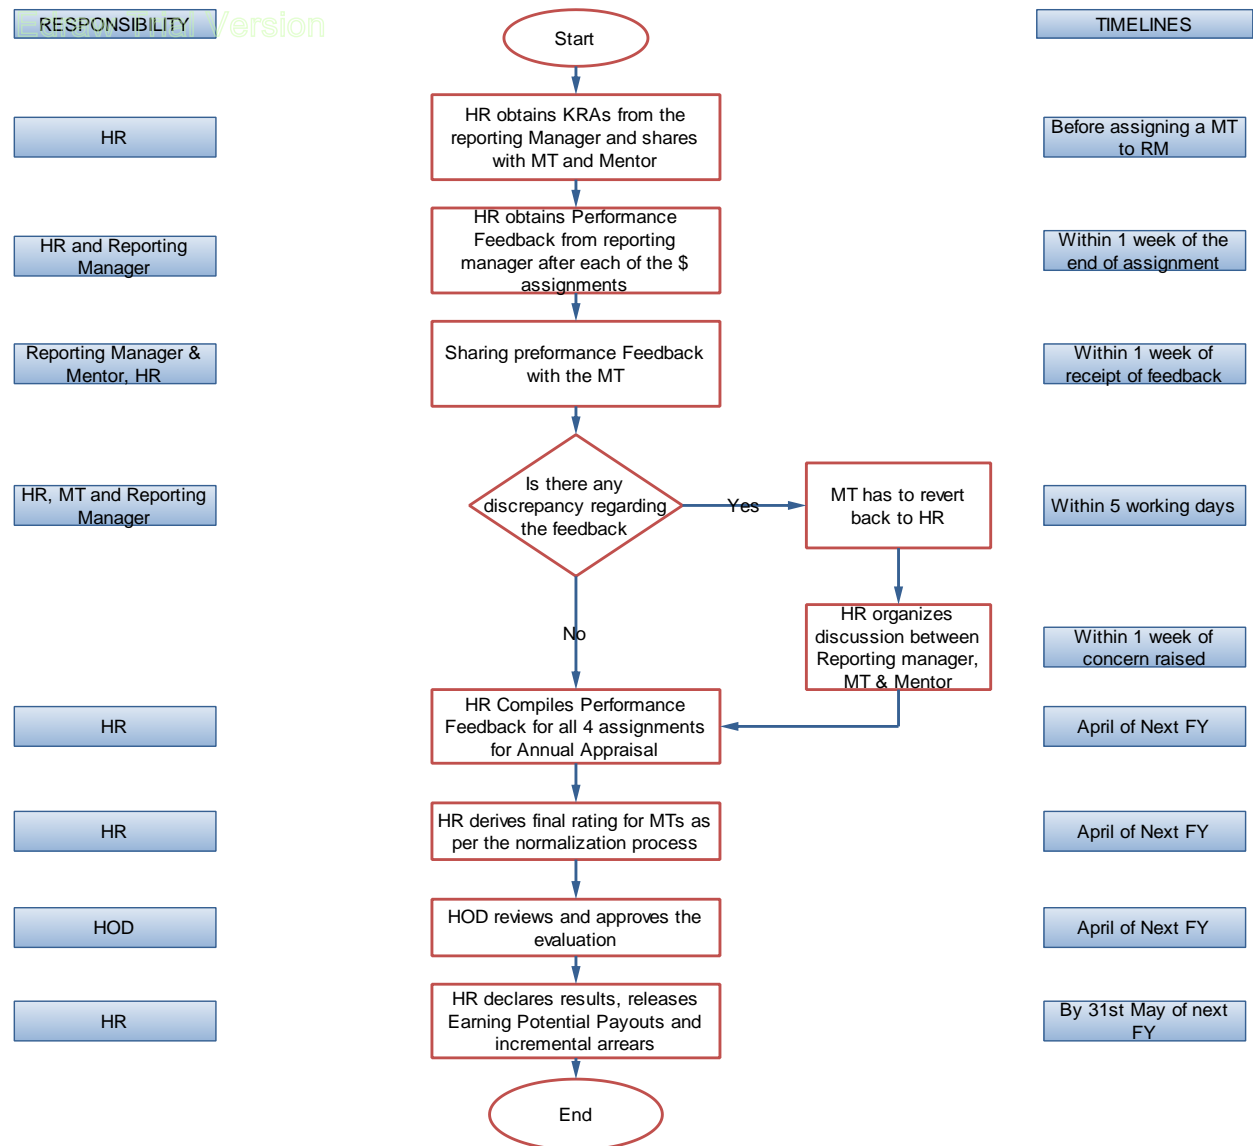 RESPONSIBILITY
Edraw Trial Version
Start
TIMELINES
HR
HR obtains KRAs from the
reporting Manager and shares
with MT and Mentor
Before assigning a MT
to RM
HR and Reporting
Manager
HR obtains Performance
Feedback from reporting
manager after each of the $
assignments
Within 1 week of the
end of assignment
Reporting Manager &
Mentor, HR
Sharing preformance Feedback
with the MT
Within 1 week of
receipt of feedback
HR, MT and Reporting
Manager
Is there any
discrepancy regarding
the feedback
Yes
MT has to revert
back to HR
Within 5 working days
No
HR organizes
discussion between
Reporting manager,
MT & Mentor
Within 1 week of
concern raised
HR
HR Compiles Performance
Feedback for all 4 assignments
for Annual Appraisal
April of Next FY
HR
HR derives final rating for MTs as
per the normalization process
April of Next FY
HOD
HOD reviews and approves the
evaluation
April of Next FY
HR
HR declares results, releases
Earning Potential Payouts and
incremental arrears
By 31st May of next
FY
End